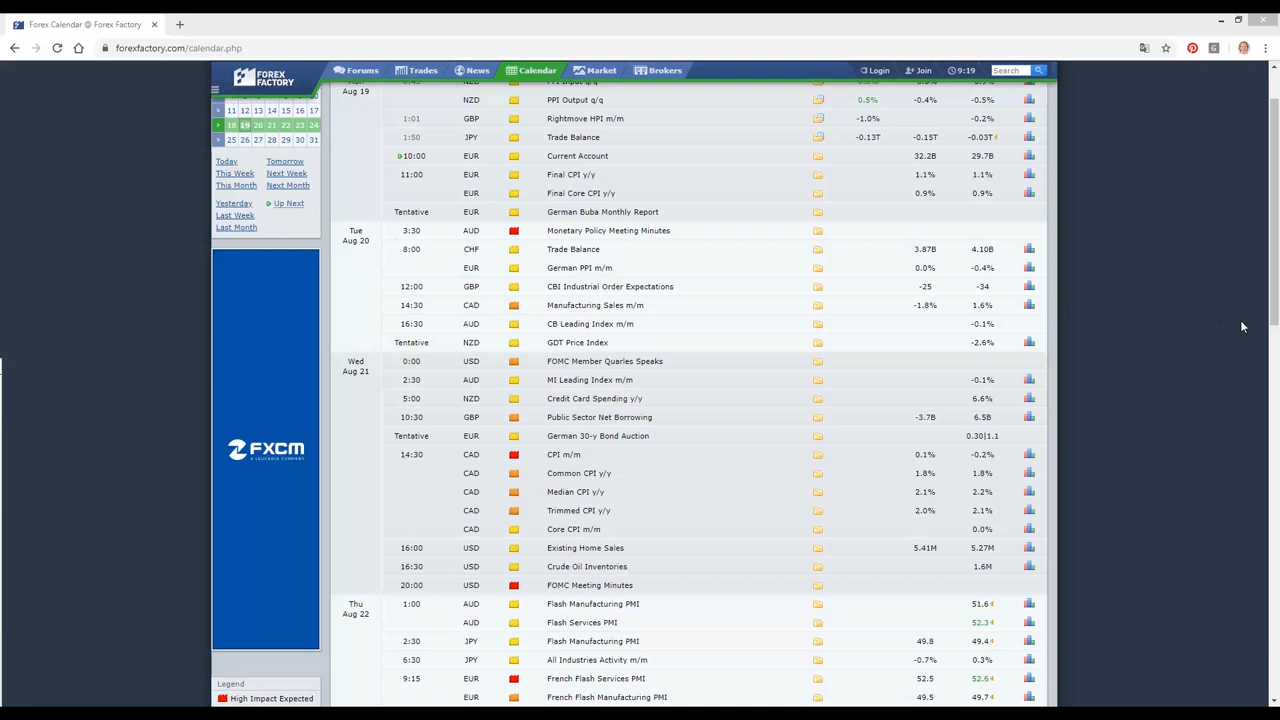 Forex Calendar @ Forex Factory
forexfactory.com/calendar.php
FOREX FACTORY Forums Trades News Calendar Market Brokers Login Join 9:19 Search
Aug 19
NZD PPI Output q/q 0.5% -0.4% -0.5%
1:01 GBP Rightmove HPI m/m -1.0% -0.2%
1:50 JPY Trade Balance -0.13T -0.15T -0.03T
10:00 EUR Current Account 32.2B 29.7B
11:00 EUR Final CPI y/y 1.1% 1.1%
EUR Final Core CPI y/y 0.9% 0.9%
Tentative EUR German Buba Monthly Report
Tue Aug 20 3:30 AUD Monetary Policy Meeting Minutes
8:00 CHF Trade Balance 3.87B 4.10B
EUR German PPI m/m 0.0% -0.4%
12:00 GBP CBI Industrial Order Expectations -25 -34
14:30 CAD Manufacturing Sales m/m -1.8% 1.6%
16:30 AUD CB Leading Index m/m -0.1%
Tentative NZD GDT Price Index -2.6%
Wed Aug 21 0:00 USD FOMC Member Quarles Speaks
2:30 AUD MI Leading Index m/m -0.1%
5:00 NZD Credit Card Spending y/y 6.6%
10:30 GBP Public Sector Net Borrowing -3.7B 6.5B
Tentative EUR German 30-y Bond Auction 0.30|1.1
14:30 CAD CPI m/m 0.1% -0.2%
CAD Common CPI y/y 1.8% 1.8%
CAD Median CPI y/y 2.1% 2.2%
CAD Trimmed CPI y/y 2.0% 2.1%
CAD Core CPI m/m 0.0%
16:00 USD Existing Home Sales 5.41M 5.27M
16:30 USD Crude Oil Inventories 1.6M
20:00 USD FOMC Meeting Minutes
Thu Aug 22 1:00 AUD Flash Manufacturing PMI 51.6
AUD Flash Services PMI 52.3
2:30 JPY Flash Manufacturing PMI 49.8 49.4
6:30 JPY All Industries Activity m/m -0.7% 0.3%
9:15 EUR French Flash Services PMI 52.5 52.6
EUR French Flash Manufacturing PMI 49.5 49.7
> 11 12 13 14 15 16 17
> 18 19 20 21 22 23 24
> 25 26 27 28 29 30 31
Today Tomorrow
This Week Next Week
This Month Next Month
Yesterday Up Next
Last Week
Last Month
FXCM
A LEUCADIA COMPANY
Legend
High Impact Expected